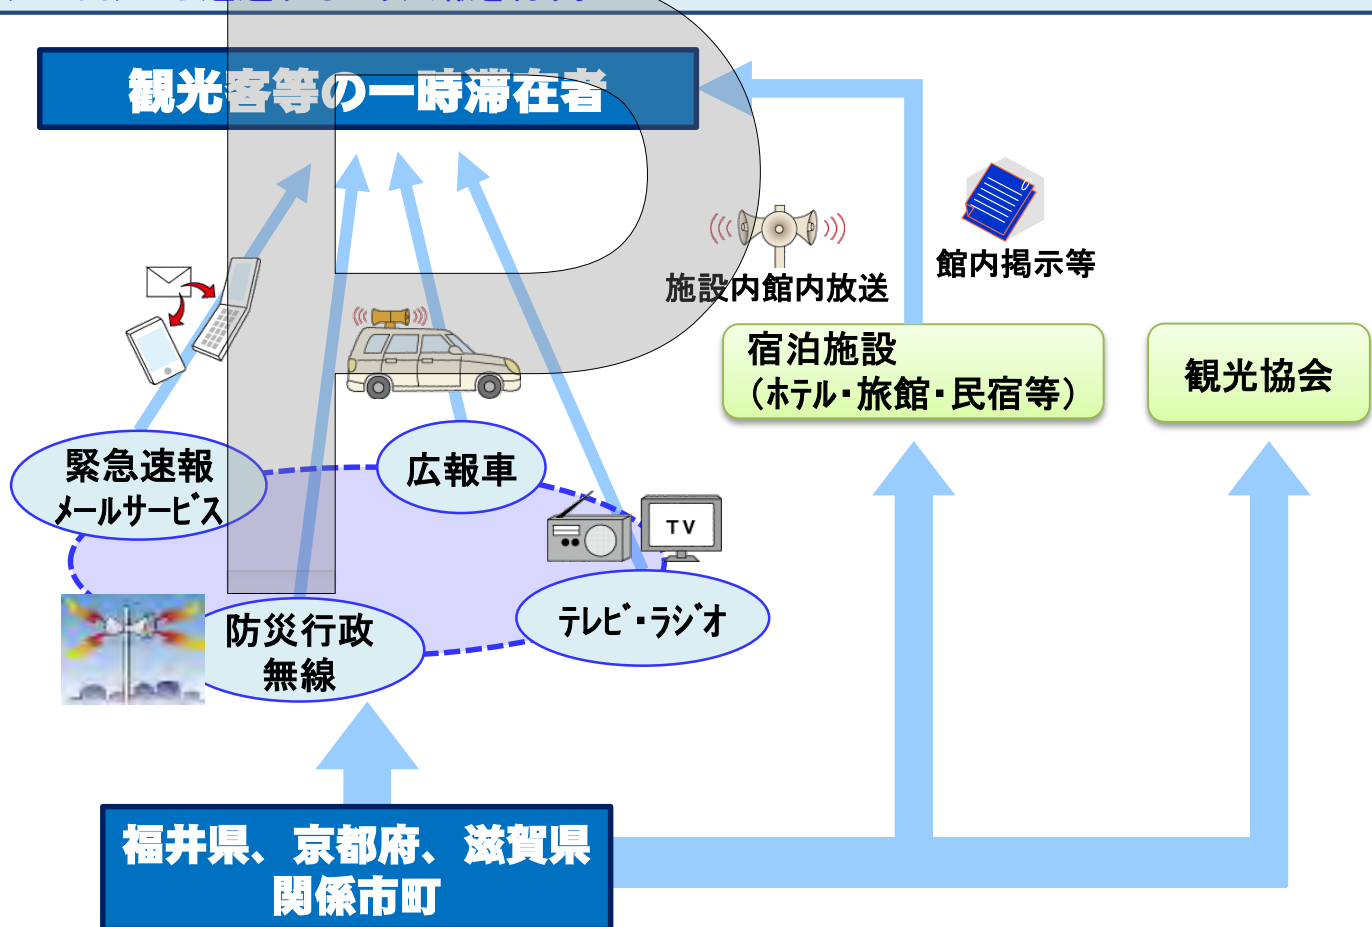 観光客等の一時滞在者
館内掲示等
施設内館内放送
宿泊施設
（ホテル・旅館・民宿等）
観光協会
緊急速報
メールサービス
広報車
TV
テレビ・ラジオ
防災行政
無線
福井県、京都府、滋賀県
関係市町
P